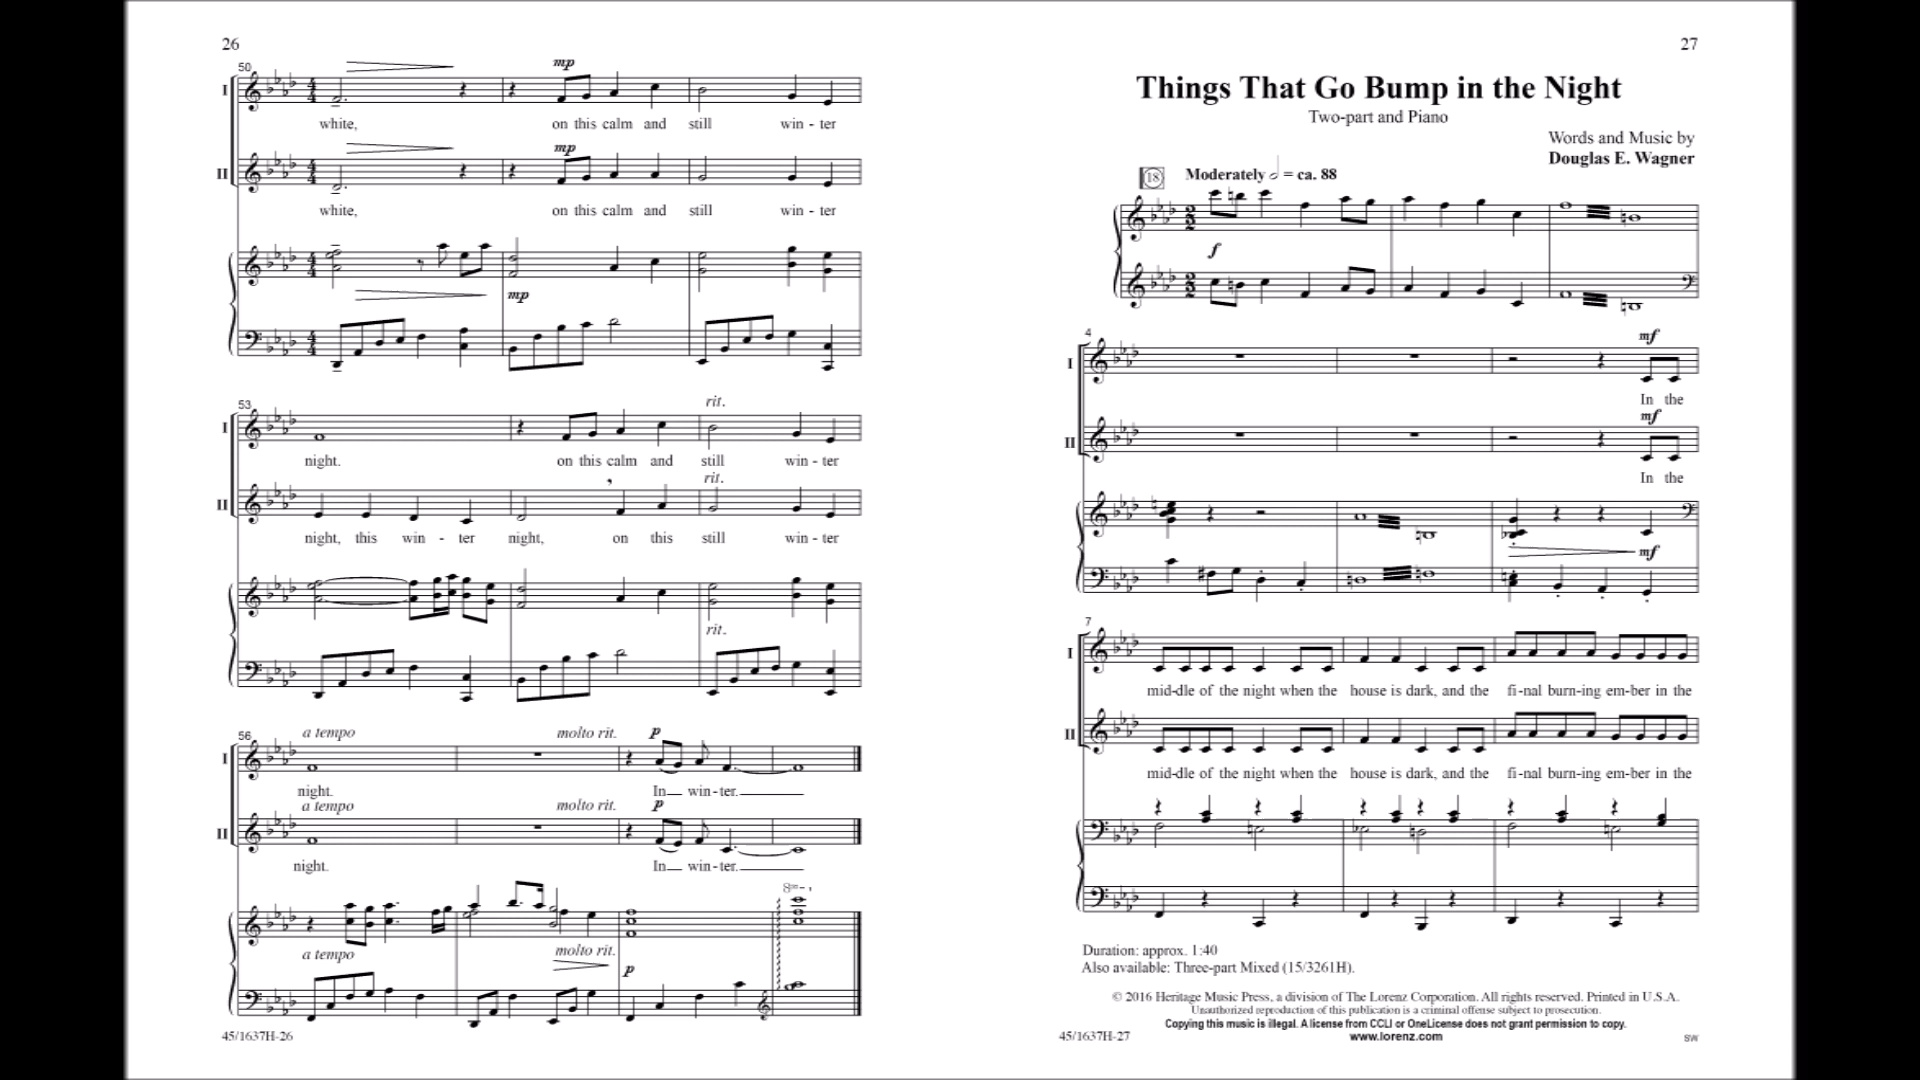 26
50
mp
I
white, on this calm and still win - ter
mp
II
white, on this calm and still win - ter
mp
53
rit.
I
night. on this calm and still win - ter
rit.
II
night, this win - ter night, on this still win - ter
rit.
56
a tempo molto rit. p
I
night. In win - ter.
a tempo molto rit. p
II
night. In win - ter.
8va
a tempo molto rit. p
45/1637H-26
27
Things That Go Bump in the Night
Two-part and Piano
Words and Music by
Douglas E. Wagner
18 Moderately = ca. 88
f
4
mf
I
In the
mf
II
In the
mf
7
I
mid-dle of the night when the house is dark, and the fi-nal burn-ing em-ber in the
II
mid-dle of the night when the house is dark, and the fi-nal burn-ing em-ber in the
Duration: approx. 1:40
Also available: Three-part Mixed (15/3261H).
© 2016 Heritage Music Press, a division of The Lorenz Corporation. All rights reserved. Printed in U.S.A.
Unauthorized reproduction of this publication is a criminal offense subject to prosecution.
Copying this music is illegal. A license from CCLI or OneLicense does not grant permission to copy.
www.lorenz.com
45/1637H-27
SW